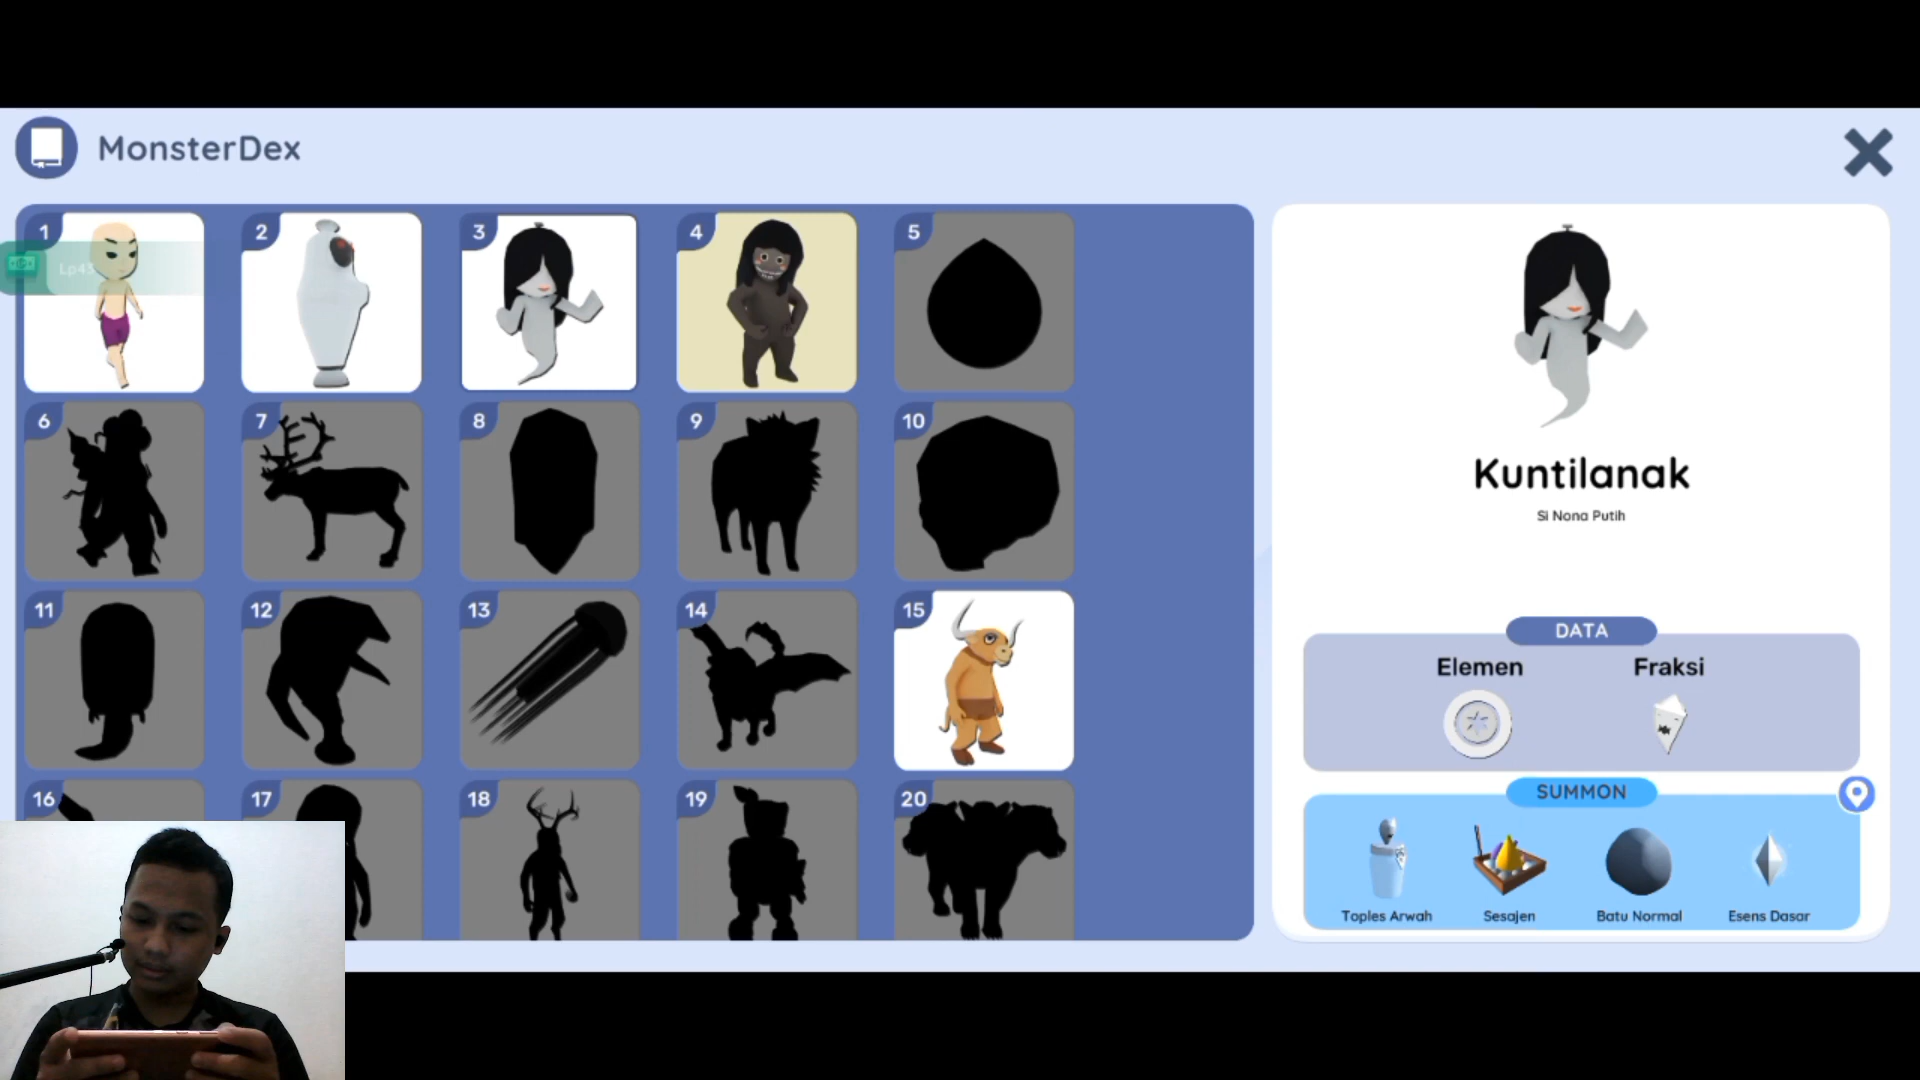 MonsterDex
1
2
3
4
5
Lp43
6
7
8
9
10
11
12
13
14
15
16
17
18
19
20
Kuntilanak
Si Nona Putih
DATA
Elemen
Fraksi
SUMMON
Toples Arwah
Sesajen
Batu Normal
Esens Dasar